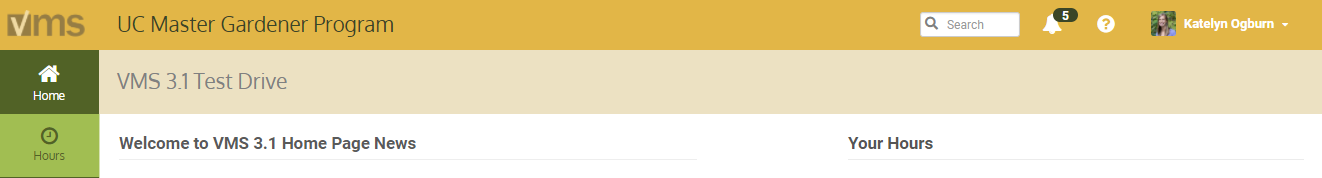 vms UC Master Gardener Program Search 5 ? Katelyn Ogburn
Home VMS 3.1 Test Drive
Welcome to VMS 3.1 Home Page News Your Hours
Hours